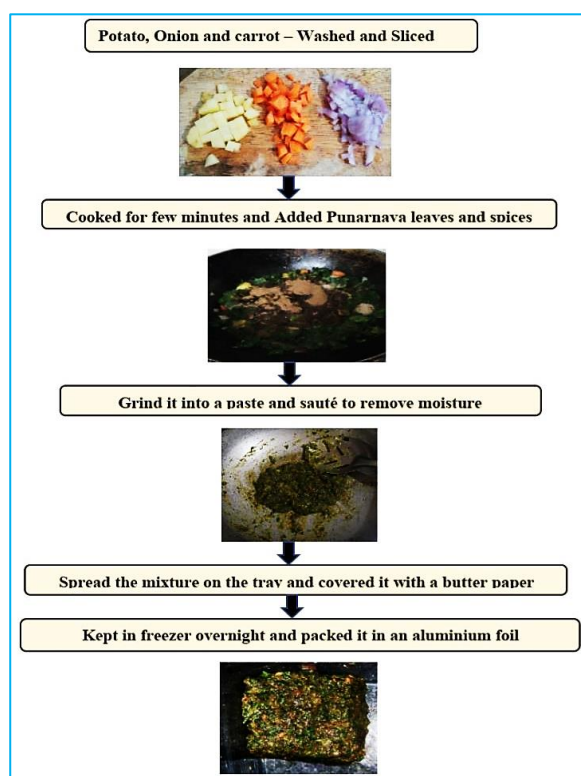 Potato, Onion and carrot – Washed and Sliced
Cooked for few minutes and Added Punarnava leaves and spices
Grind it into a paste and sauté to remove moisture
Spread the mixture on the tray and covered it with a butter paper
Kept in freezer overnight and packed it in an aluminium foil